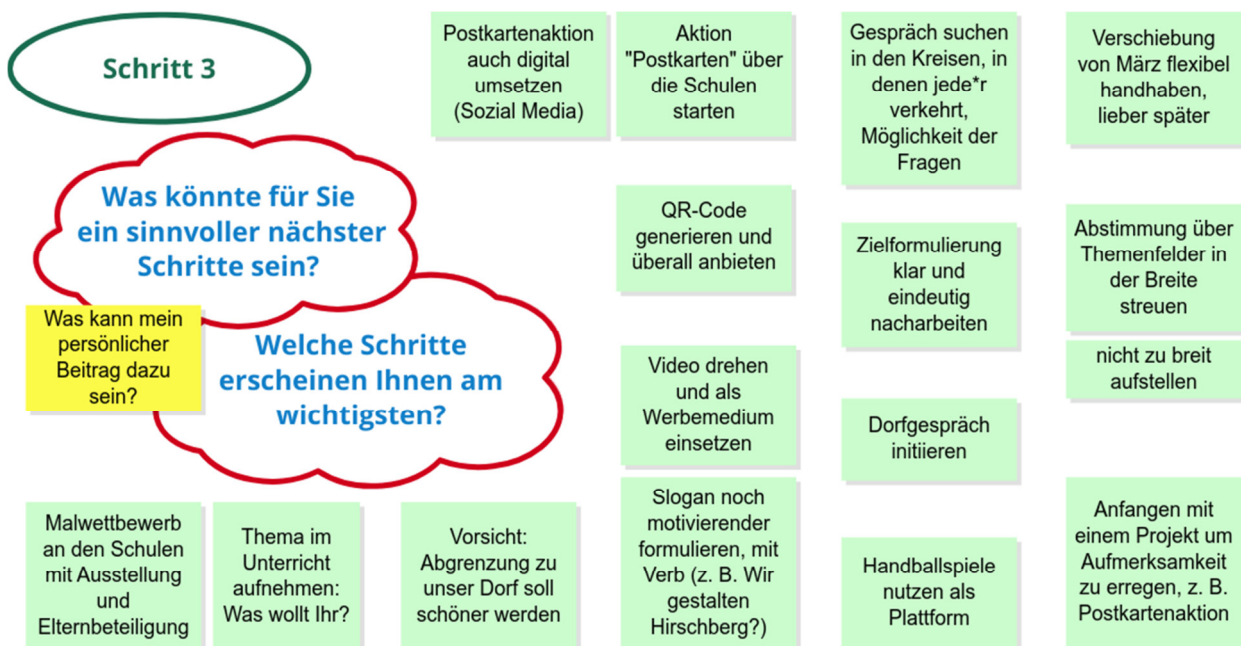 Schritt 3
Was könnte für Sie
ein sinnvoller nächster
Schritte sein?
Was kann mein
persönlicher
Beitrag dazu
sein?
Welche Schritte
erscheinen Ihnen am
wichtigsten?
Postkartenaktion
auch digital
umsetzen
(Sozial Media)
Aktion
"Postkarten" über
die Schulen
starten
Gespräch suchen
in den Kreisen, in
denen jede*r
verkehrt,
Möglichkeit der
Fragen
Verschiebung
von März flexibel
handhaben,
lieber später
QR-Code
generieren und
überall anbieten
Zielformulierung
klar und
eindeutig
nacharbeiten
Abstimmung über
Themenfelder in
der Breite
streuen
nicht zu breit
aufstellen
Video drehen
und als
Werbemedium
einsetzen
Dorfgespräch
initiieren
Malwettbewerb
an den Schulen
mit Ausstellung
und
Elternbeteiligung
Thema im
Unterricht
aufnehmen:
Was wollt Ihr?
Vorsicht:
Abgrenzung zu
unser Dorf soll
schöner werden
Slogan noch
motivierender
formulieren, mit
Verb (z. B. Wir
gestalten
Hirschberg?)
Handballspiele
nutzen als
Plattform
Anfangen mit
einem Projekt um
Aufmerksamkeit
zu erregen, z. B.
Postkartenaktion